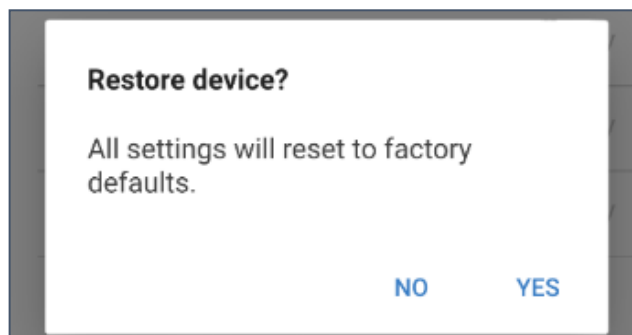 Restore device?
All settings will reset to factory
defaults.
NO YES